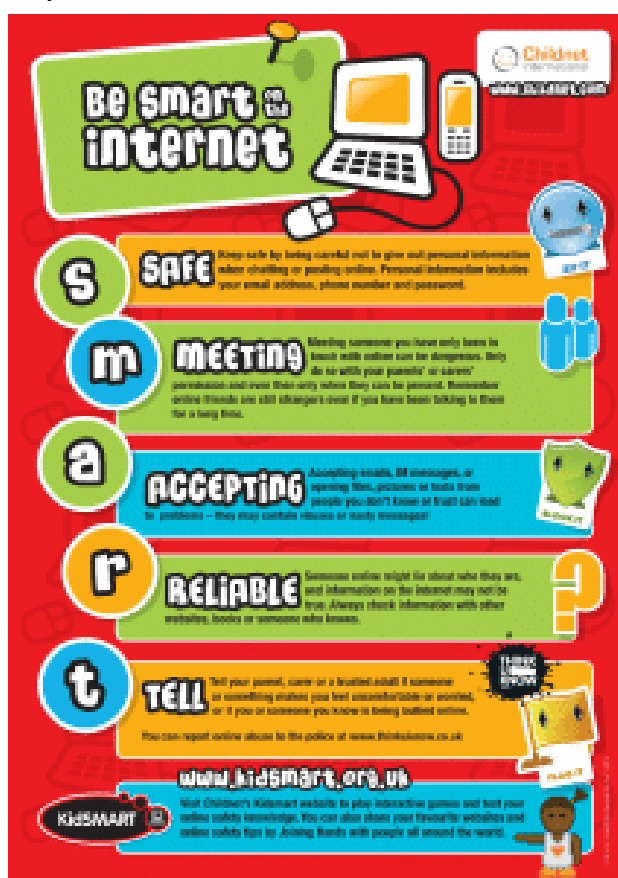 Childnet
International
www.kidsmart.com
Be Smart on the
internet
s
SAFE Keep safe by being careful not to give out personal information
when chatting or posting online. Personal information includes
your email address, phone number and password.
m
MEETING Meeting someone you have only been in
touch with online can be dangerous. Only
do so with your parents' or carers'
permission and even then only when they can be present. Remember
online friends are still strangers even if you have been talking to them
for a long time.
a
ACCEPTING Accepting emails, IM messages, or
opening files, pictures or texts from
people you don't know or trust can lead
to problems – they may contain viruses or nasty messages!
r
RELiABLE Someone online might lie about who they are,
and information on the internet may not be
true. Always check information with other
websites, books or someone who knows.
t
THINK
U
KNOW
TELL Tell your parent, carer or a trusted adult if someone
or something makes you feel uncomfortable or worried,
or if you or someone you know is being bullied online.
You can report online abuse to the police at www.thinkuknow.co.uk
www.kidsmart.org.uk
KidSMART
Visit Childnet's Kidsmart website to play interactive games and test your
online safety knowledge. You can also share your favourite websites and
online safety tips by Joining Hands with people all around the world.